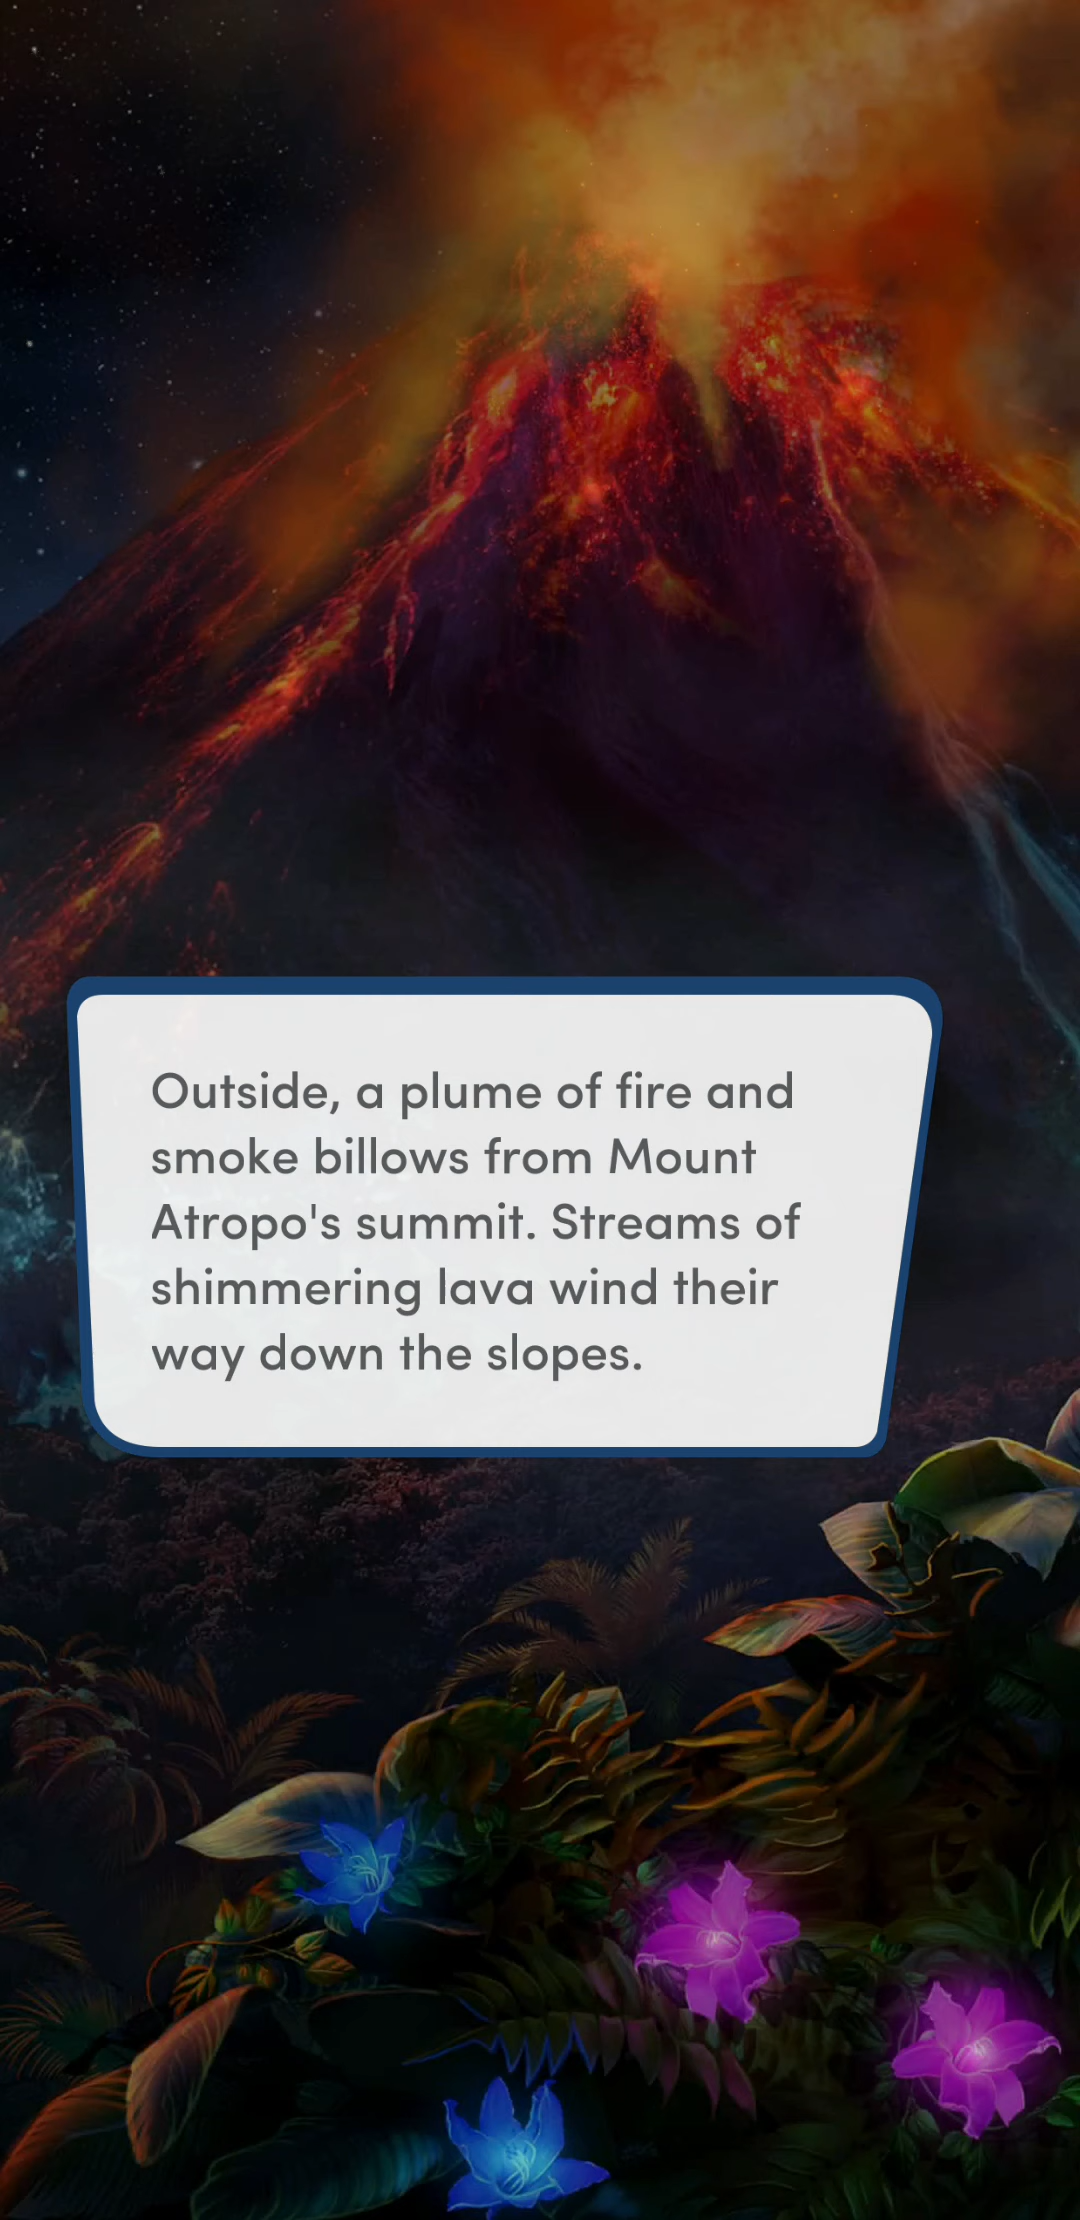 Outside, a plume of fire and
smoke billows from Mount
Atropo's summit. Streams of
shimmering lava wind their
way down the slopes.